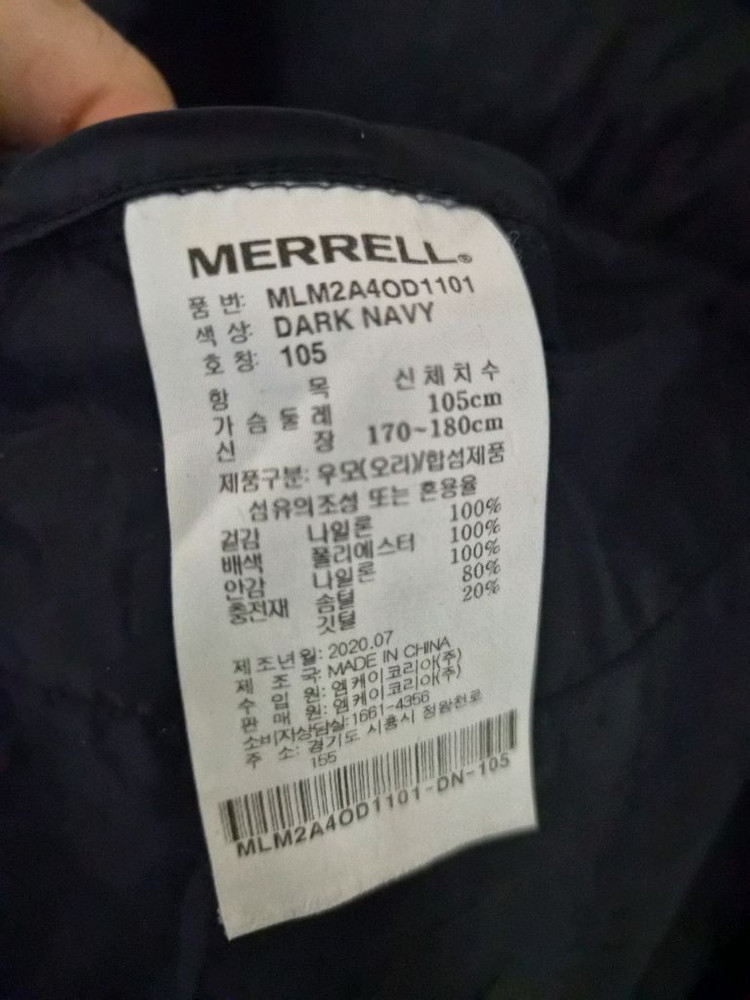 MERRELL®
품 번: MLM2A4OD1101
색 상: DARK NAVY
호 칭: 105
항 목 신 체 치 수
가 슴 둘 레 105cm
신 장 170~180cm
제품구분: 우모(오리)/합섬제품
섬유의조성 또는 혼용율
겉감 나일론 100%
배색 폴리에스터 100%
안감 나일론 100%
충전재 솜털 80%
깃털 20%
제 조 년 월: 2020.07
제 조 국: MADE IN CHINA
수 입 원: 엠케이코리아(주)
판 매 원: 엠케이코리아(주)
소비자상담실: 1661-4356
주 소: 경기도 시흥시 정왕천로
155
MLM2A4OD1101-DN-105